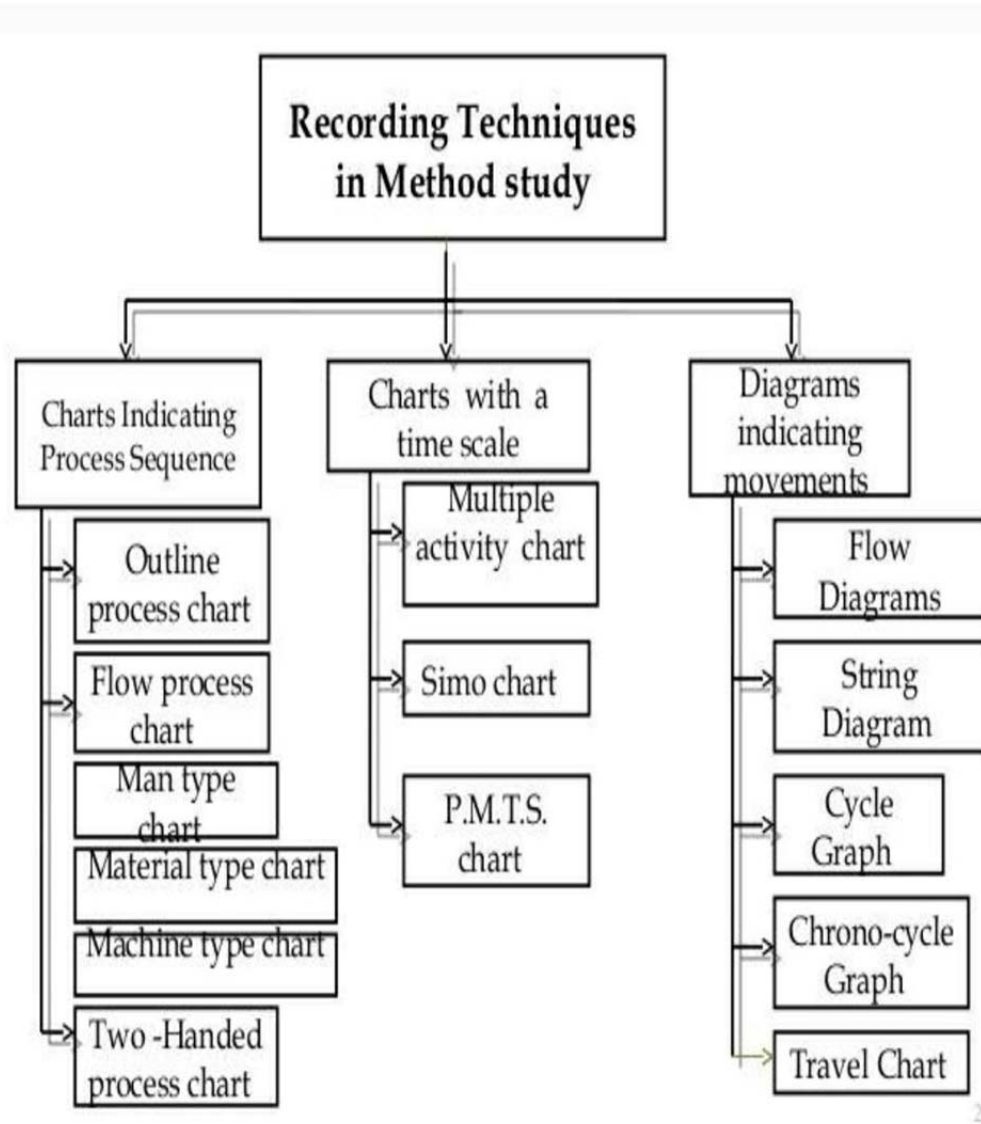 Recording Techniques
in Method study
Charts Indicating
Process Sequence
Outline
process chart
Flow process
chart
Man type
chart
Material type chart
Machine type chart
Two -Handed
process chart
Charts with a
time scale
Multiple
activity chart
Simo chart
P.M.T.S.
chart
Diagrams
indicating
movements
Flow
Diagrams
String
Diagram
Cycle
Graph
Chrono-cycle
Graph
Travel Chart
2